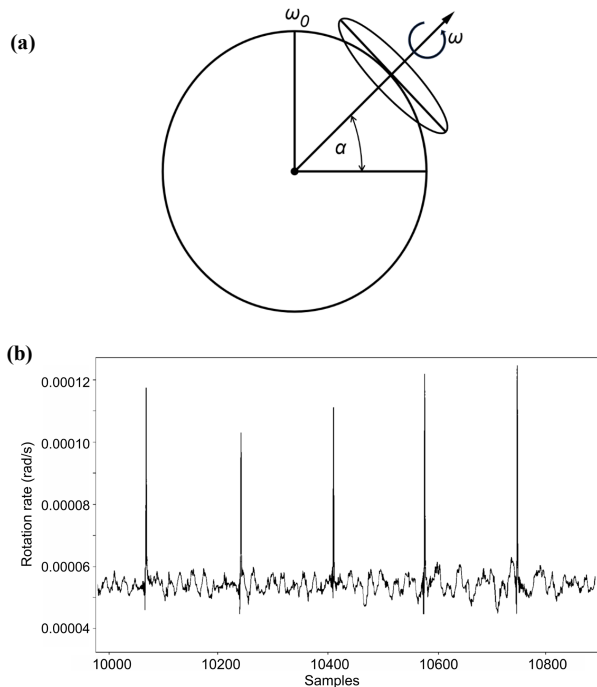 (a)
ω0
ω
α
(b)
0.00012
0.00010
0.00008
0.00006
0.00004
Rotation rate (rad/s)
10000 10200 10400 10600 10800
Samples